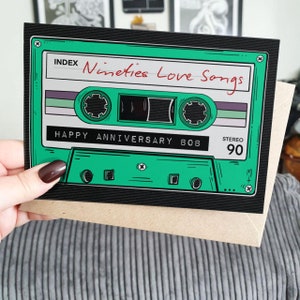 INDEX
Nineties Love Songs
HAPPY ANNIVERSARY BOB
STEREO
90